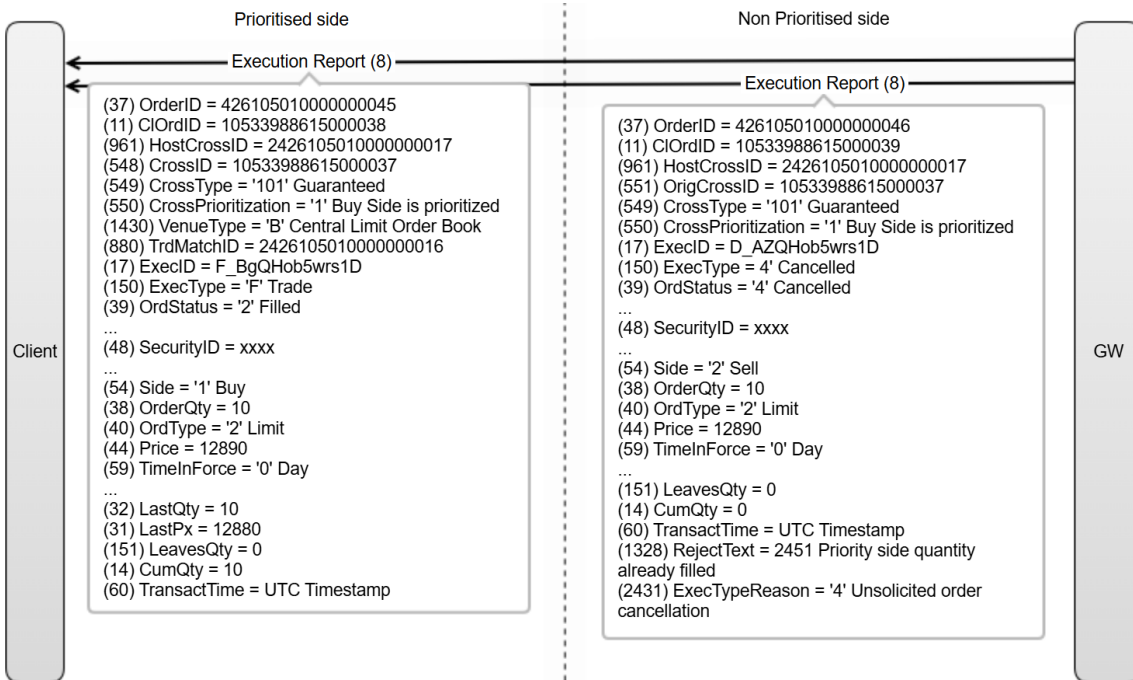 Prioritised side
Non Prioritised side
Execution Report (8)
Execution Report (8)
Client
(37) OrderID = 426105010000000045
(11) ClOrdID = 10533988615000038
(961) HostCrossID = 2426105010000000017
(548) CrossID = 10533988615000037
(549) CrossType = '101' Guaranteed
(550) CrossPrioritization = '1' Buy Side is prioritized
(1430) VenueType = 'B' Central Limit Order Book
(880) TrdMatchID = 2426105010000000016
(17) ExecID = F_BgQHob5wrs1D
(150) ExecType = 'F' Trade
(39) OrdStatus = '2' Filled
...
(48) SecurityID = xxxx
...
(54) Side = '1' Buy
(38) OrderQty = 10
(40) OrdType = '2' Limit
(44) Price = 12890
(59) TimeInForce = '0' Day
...
(32) LastQty = 10
(31) LastPx = 12880
(151) LeavesQty = 0
(14) CumQty = 10
(60) TransactTime = UTC Timestamp
(37) OrderID = 426105010000000046
(11) ClOrdID = 10533988615000039
(961) HostCrossID = 2426105010000000017
(551) OrigCrossID = 10533988615000037
(549) CrossType = '101' Guaranteed
(550) CrossPrioritization = '1' Buy Side is prioritized
(17) ExecID = D_AZQHob5wrs1D
(150) ExecType = 4' Cancelled
(39) OrdStatus = '4' Cancelled
...
(48) SecurityID = xxxx
...
(54) Side = '2' Sell
(38) OrderQty = 10
(40) OrdType = '2' Limit
(44) Price = 12890
(59) TimeInForce = '0' Day
...
(151) LeavesQty = 0
(14) CumQty = 0
(60) TransactTime = UTC Timestamp
(1328) RejectText = 2451 Priority side quantity
already filled
(2431) ExecTypeReason = '4' Unsolicited order
cancellation
GW